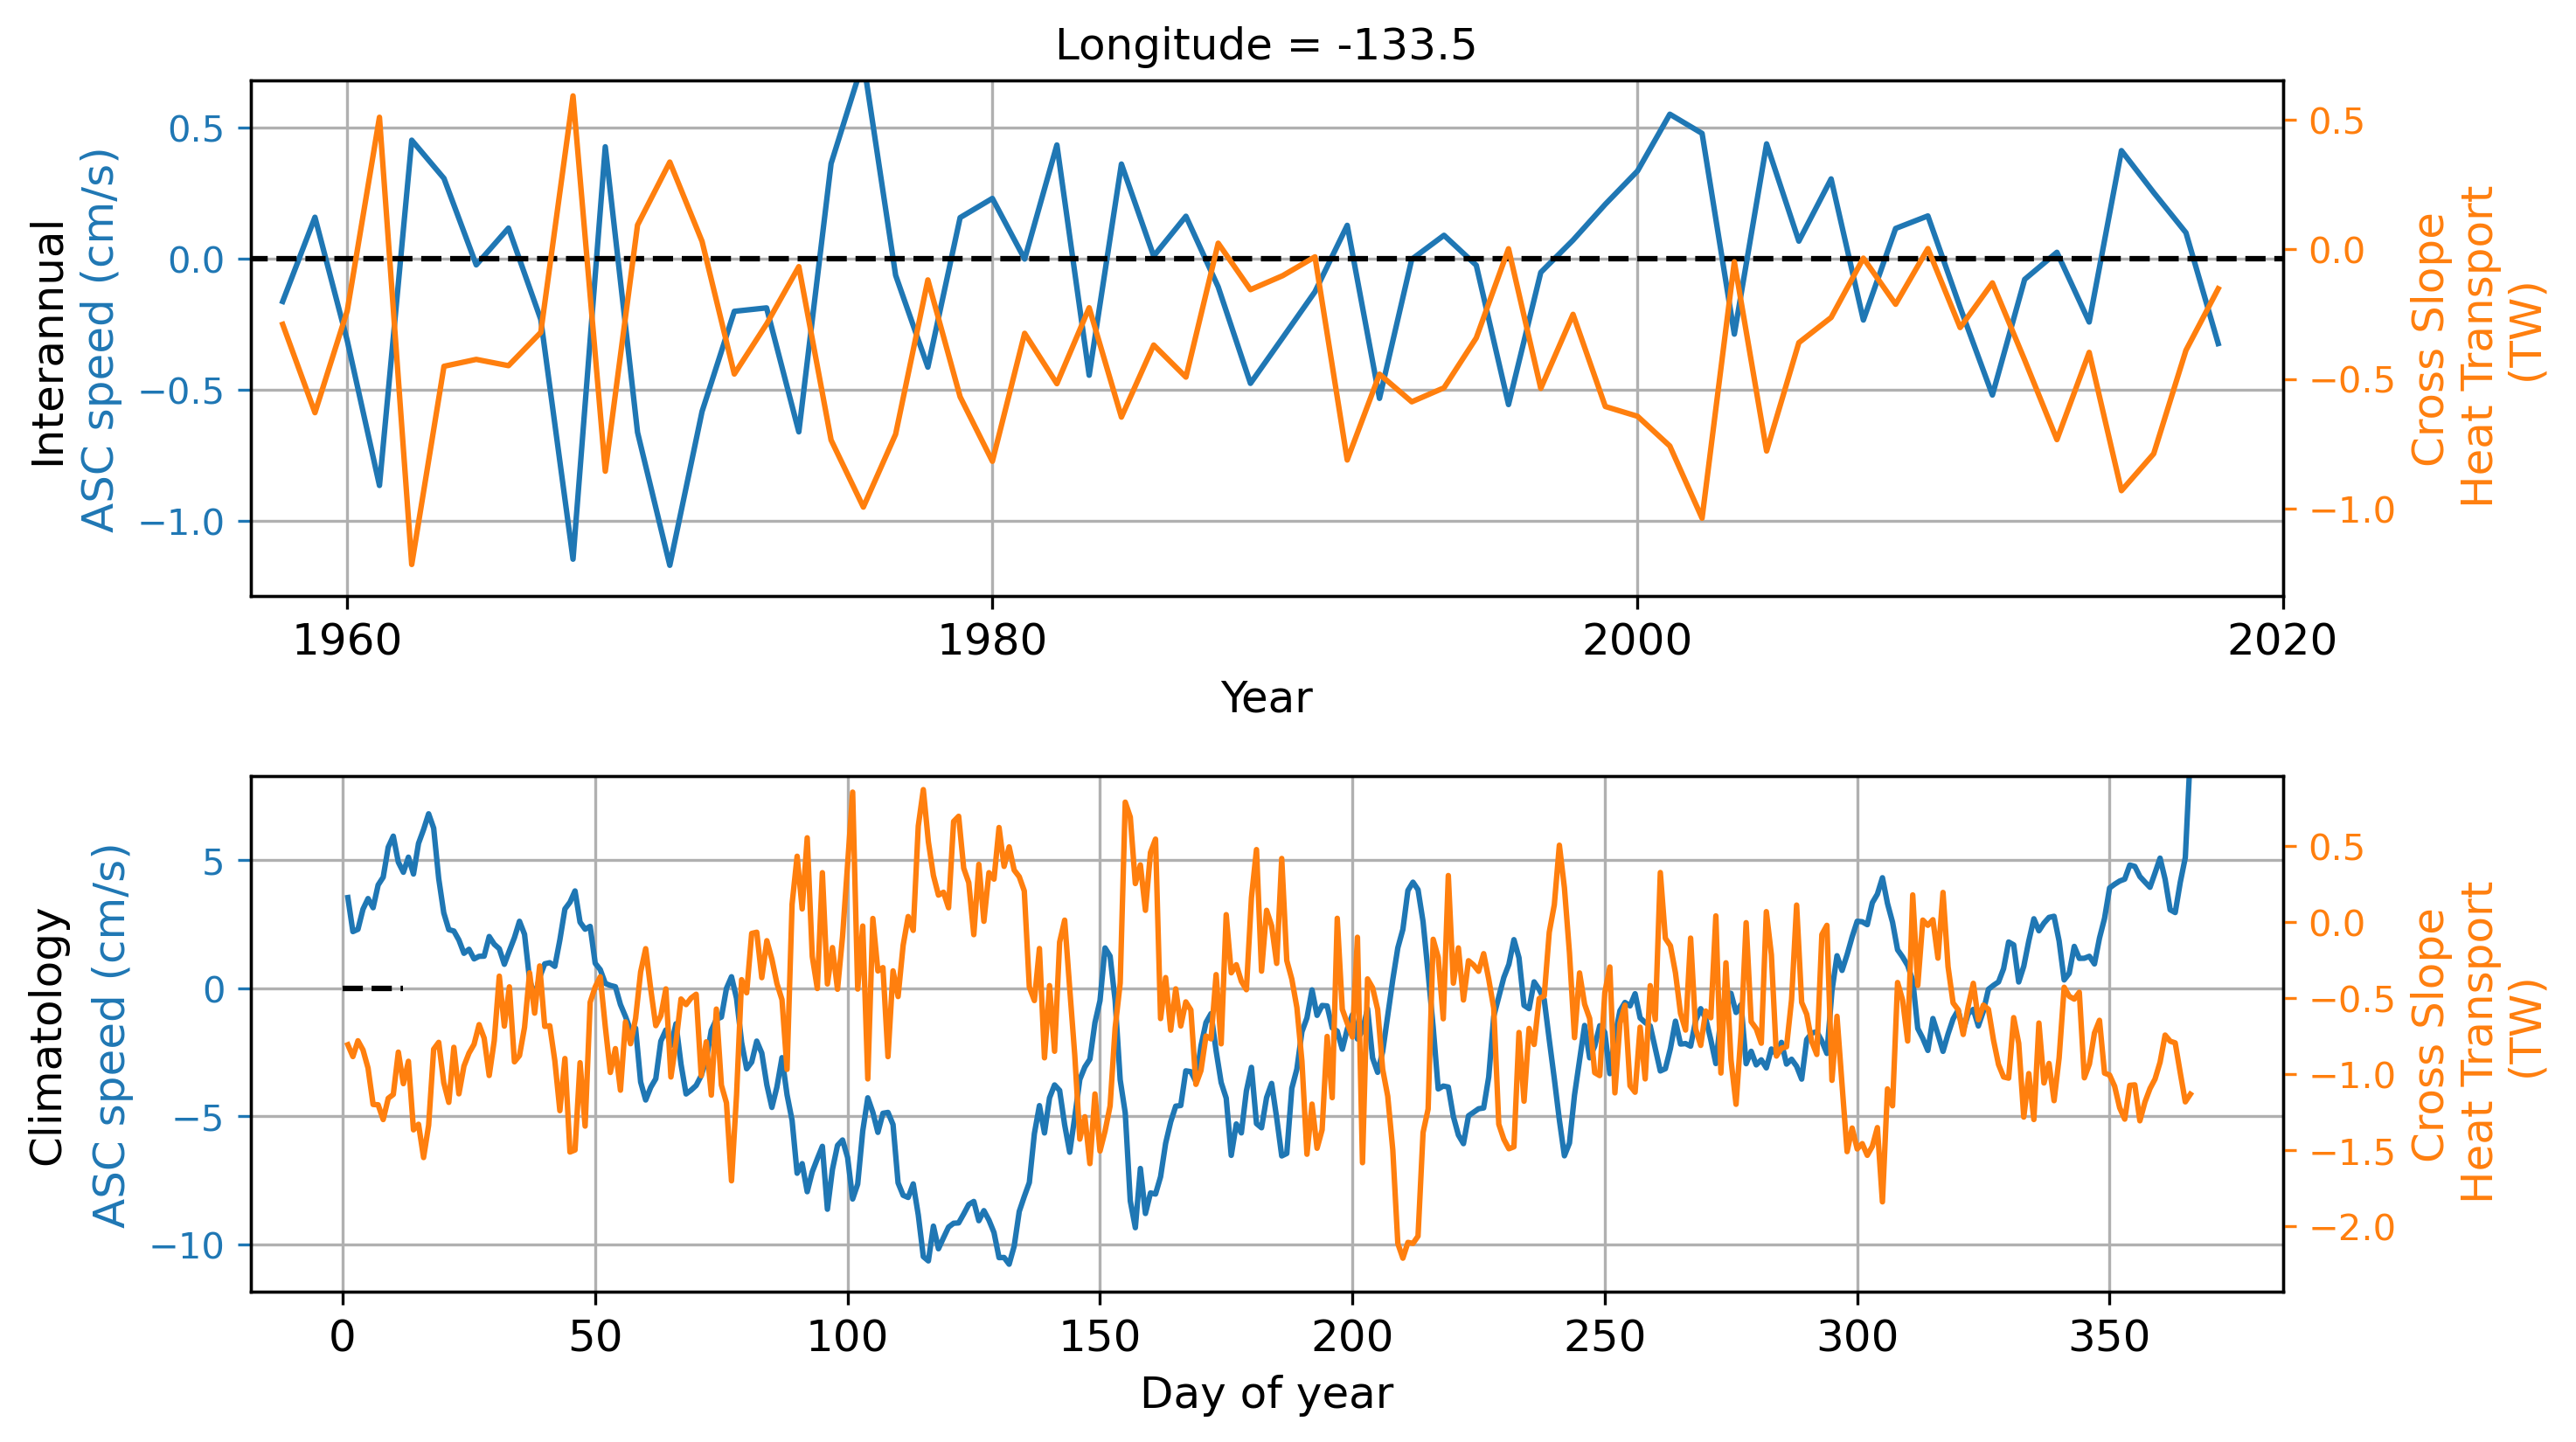 Longitude = -133.5
Interannual
ASC speed (cm/s)
0.5
0.0
−0.5
−1.0
0.5
0.0
−0.5
−1.0
Cross Slope
Heat Transport
(TW)
1960
1980
2000
2020
Year
Climatology
ASC speed (cm/s)
5
0
−5
−10
0.5
0.0
−0.5
−1.0
−1.5
−2.0
Cross Slope
Heat Transport
(TW)
0
50
100
150
200
250
300
350
Day of year